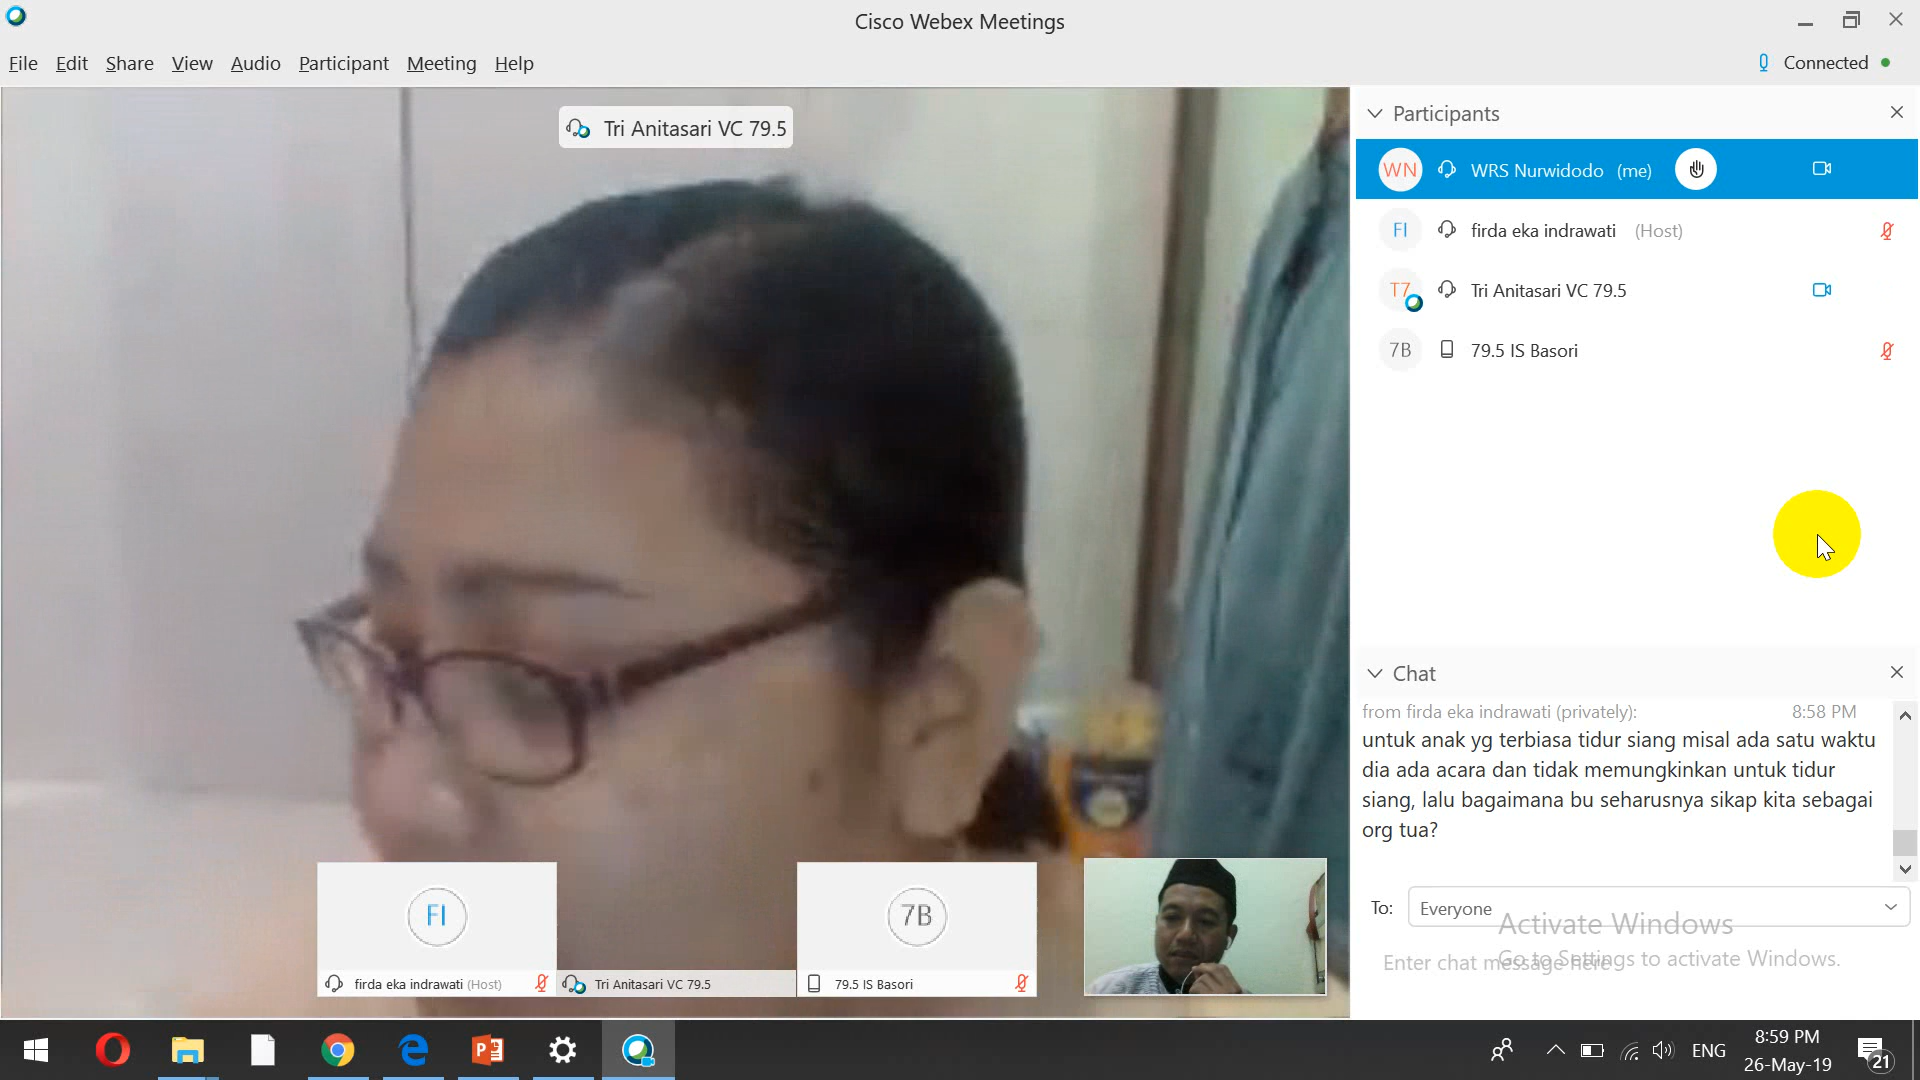 Cisco Webex Meetings
File Edit Share View Audio Participant Meeting Help
Connected
Tri Anitasari VC 79.5
Participants
WN WRS Nurwidodo (me)
FI firda eka indrawati (Host)
T7 Tri Anitasari VC 79.5
7B 79.5 IS Basori
Chat
from firda eka indrawati (privately): 8:58 PM
untuk anak yg terbiasa tidur siang misal ada satu waktu
dia ada acara dan tidak memungkinkan untuk tidur
siang, lalu bagaimana bu seharusnya sikap kita sebagai
org tua?
To: Everyone
Activate Windows
Enter chat message here
Go to Settings to activate Windows.
FI
7B
firda eka indrawati (Host)
Tri Anitasari VC 79.5
79.5 IS Basori
ENG
8:59 PM
26-May-19
21